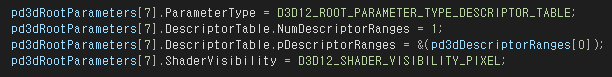 pd3dRootParameters[7].ParameterType = D3D12_ROOT_PARAMETER_TYPE_DESCRIPTOR_TABLE;
pd3dRootParameters[7].DescriptorTable.NumDescriptorRanges = 1;
pd3dRootParameters[7].DescriptorTable.pDescriptorRanges = &(pd3dDescriptorRanges[0]);
pd3dRootParameters[7].ShaderVisibility = D3D12_SHADER_VISIBILITY_PIXEL;